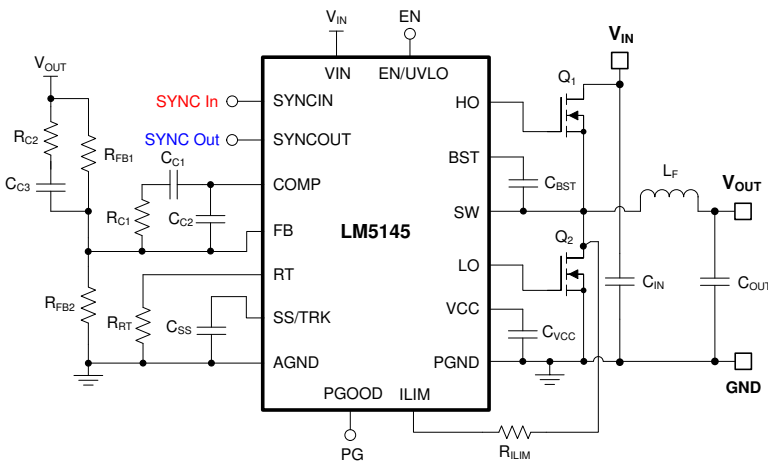 VIN
EN
VIN
VOUT
VIN
EN/UVLO
Q1
SYNC In
SYNCIN
HO
RC2
SYNC Out
SYNCOUT
RFB1
CC1
BST
LF
VOUT
CC3
COMP
CBST
RC1
CC2
SW
FB
LM5145
Q2
RT
LO
RFB2
RRT
CSS
SS/TRK
VCC
CIN
COUT
CVCC
AGND
PGND
GND
PGOOD
ILIM
PG
RILIM